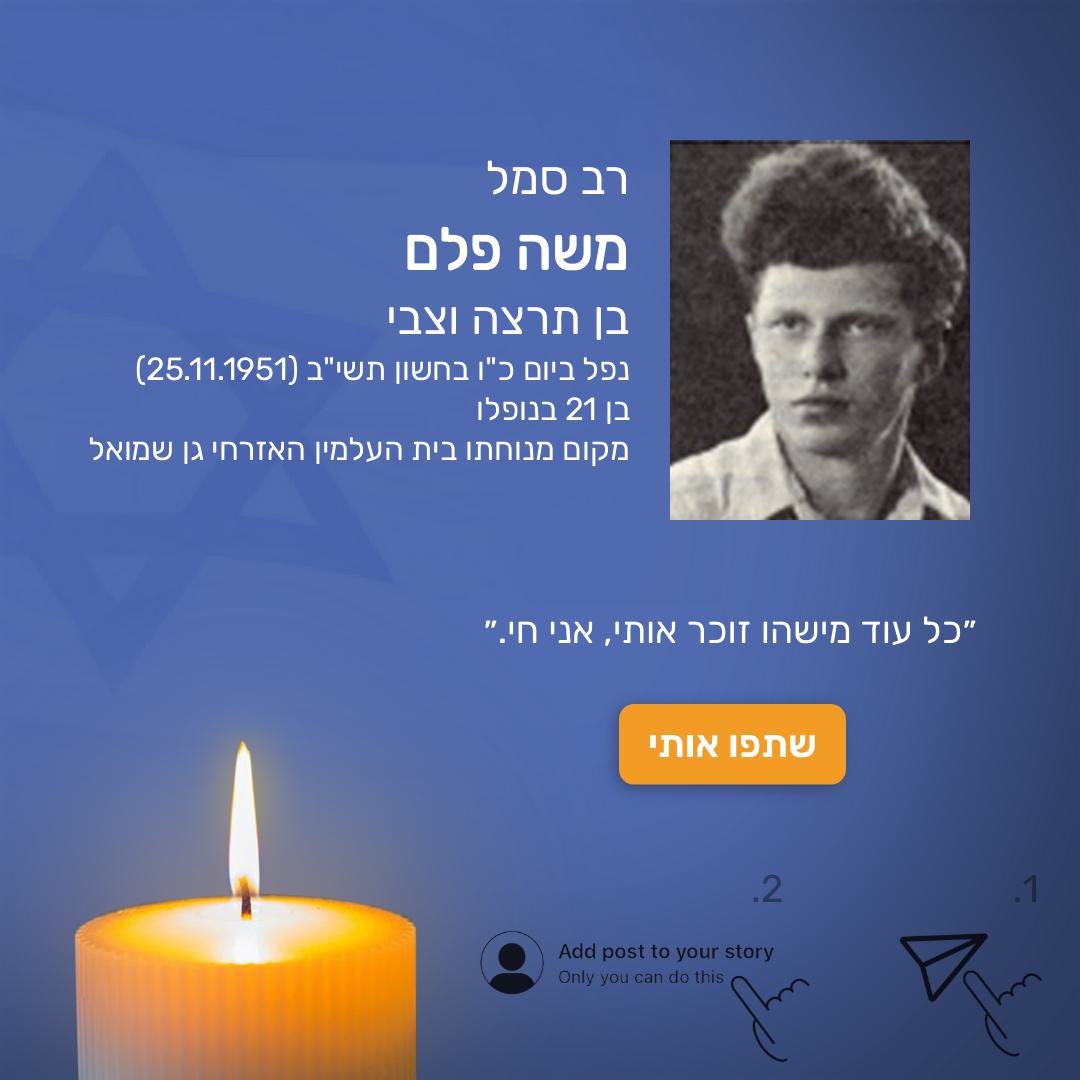 רב סמל
משה פלם
בן תרצה וצבי
נפל ביום כ"ו בחשון תשי"ב (25.11.1951)
בן 21 בנופלו
מקום מנוחתו בית העלמין האזרחי גן שמואל
״כל עוד מישהו זוכר אותי, אני חי.״
שתפו אותי
1.
2.
Add post to your story
Only you can do this